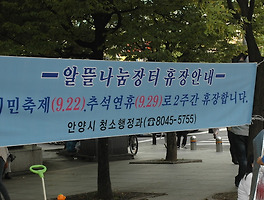 알뜰나눔장터 휴장안내
시민축제(9.22),추석연휴(9.29)로 2주간 휴장합니다.
안양시 청소행정과(☎8045-5755)